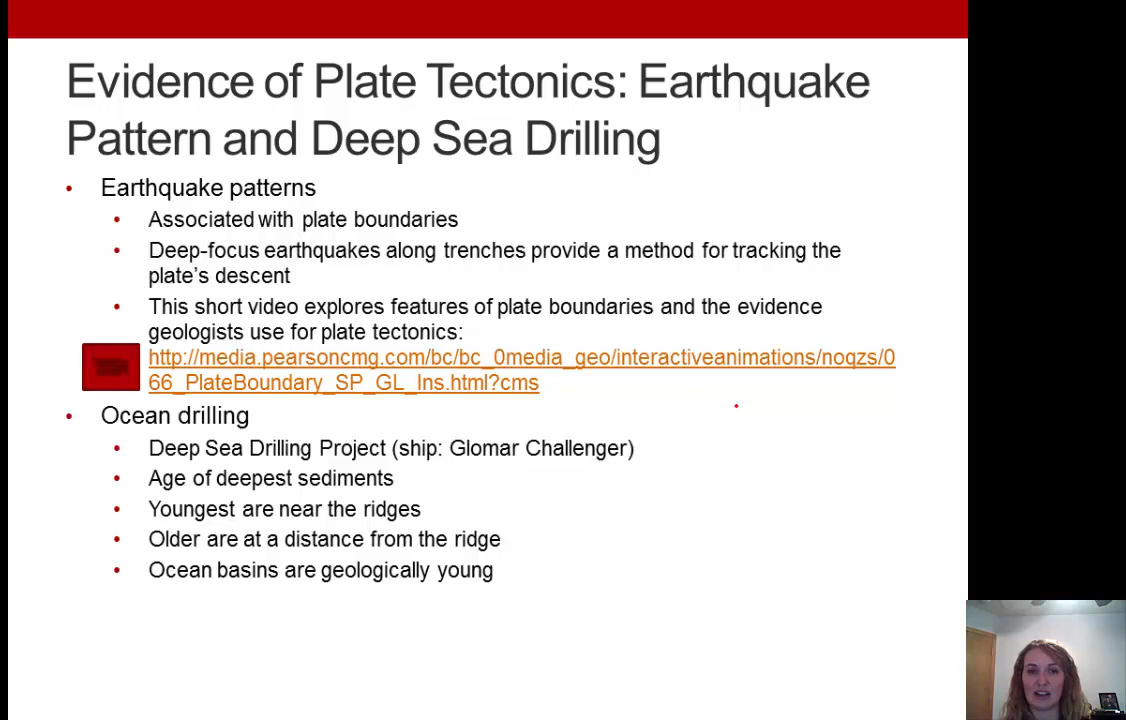 Evidence of Plate Tectonics: Earthquake
Pattern and Deep Sea Drilling
• Earthquake patterns
• Associated with plate boundaries
• Deep-focus earthquakes along trenches provide a method for tracking the
plate's descent
• This short video explores features of plate boundaries and the evidence
geologists use for plate tectonics:
http://media.pearsoncmg.com/bc/bc_0media_geo/interactiveanimations/noqzs/0
66_PlateBoundary_SP_GL_Ins.html?cms
• Ocean drilling
• Deep Sea Drilling Project (ship: Glomar Challenger)
• Age of deepest sediments
• Youngest are near the ridges
• Older are at a distance from the ridge
• Ocean basins are geologically young